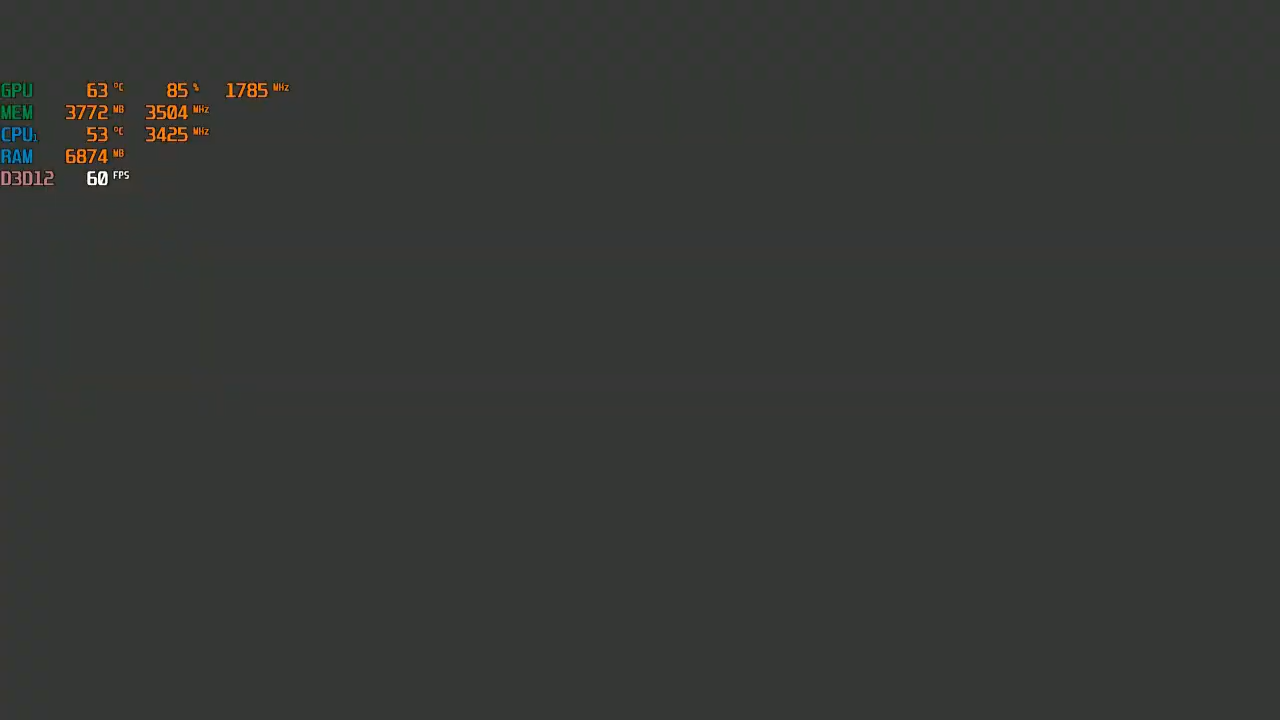 GPU 63 °C 85 % 1785 MHz
MEM 3772 MB 3504 MHz
CPU1 53 °C 3425 MHz
RAM 6874 MB
D3D12 60 FPS